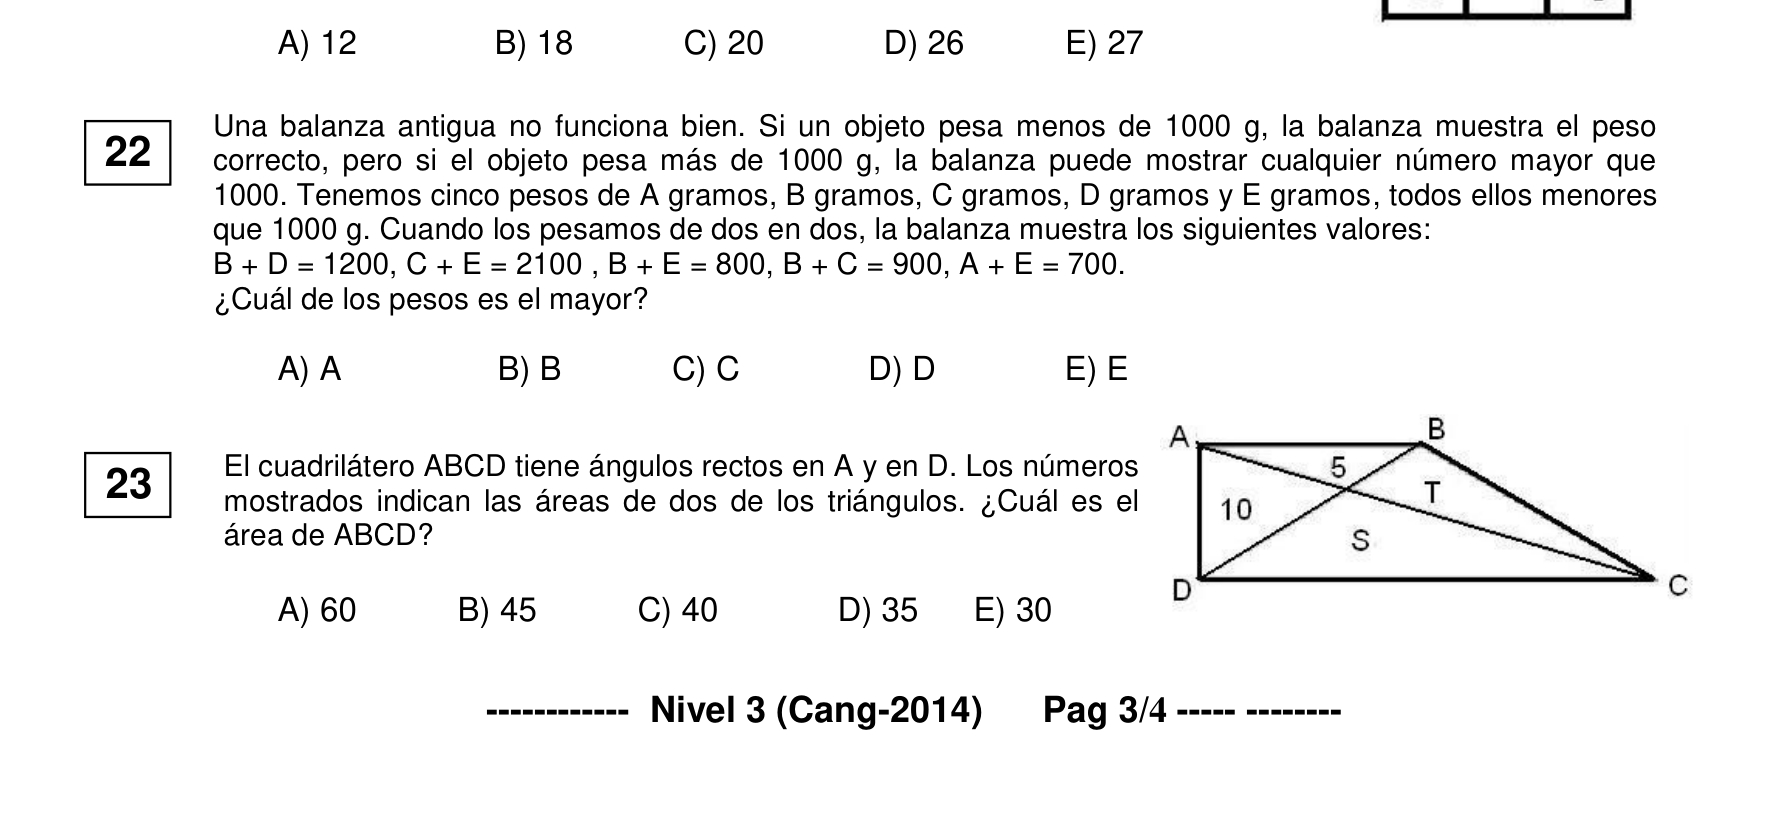 A) 12 B) 18 C) 20 D) 26 E) 27
22
Una balanza antigua no funciona bien. Si un objeto pesa menos de 1000 g, la balanza muestra el peso
correcto, pero si el objeto pesa más de 1000 g, la balanza puede mostrar cualquier número mayor que
1000. Tenemos cinco pesos de A gramos, B gramos, C gramos, D gramos y E gramos, todos ellos menores
que 1000 g. Cuando los pesamos de dos en dos, la balanza muestra los siguientes valores:
B + D = 1200, C + E = 2100 , B + E = 800, B + C = 900, A + E = 700.
¿Cuál de los pesos es el mayor?
A) A B) B C) C D) D E) E
23
El cuadrilátero ABCD tiene ángulos rectos en A y en D. Los números
mostrados indican las áreas de dos de los triángulos. ¿Cuál es el
área de ABCD?
A) 60 B) 45 C) 40 D) 35 E) 30
A
B
5
T
10
S
D
C
------------ Nivel 3 (Cang-2014) Pag 3/4 ----- --------